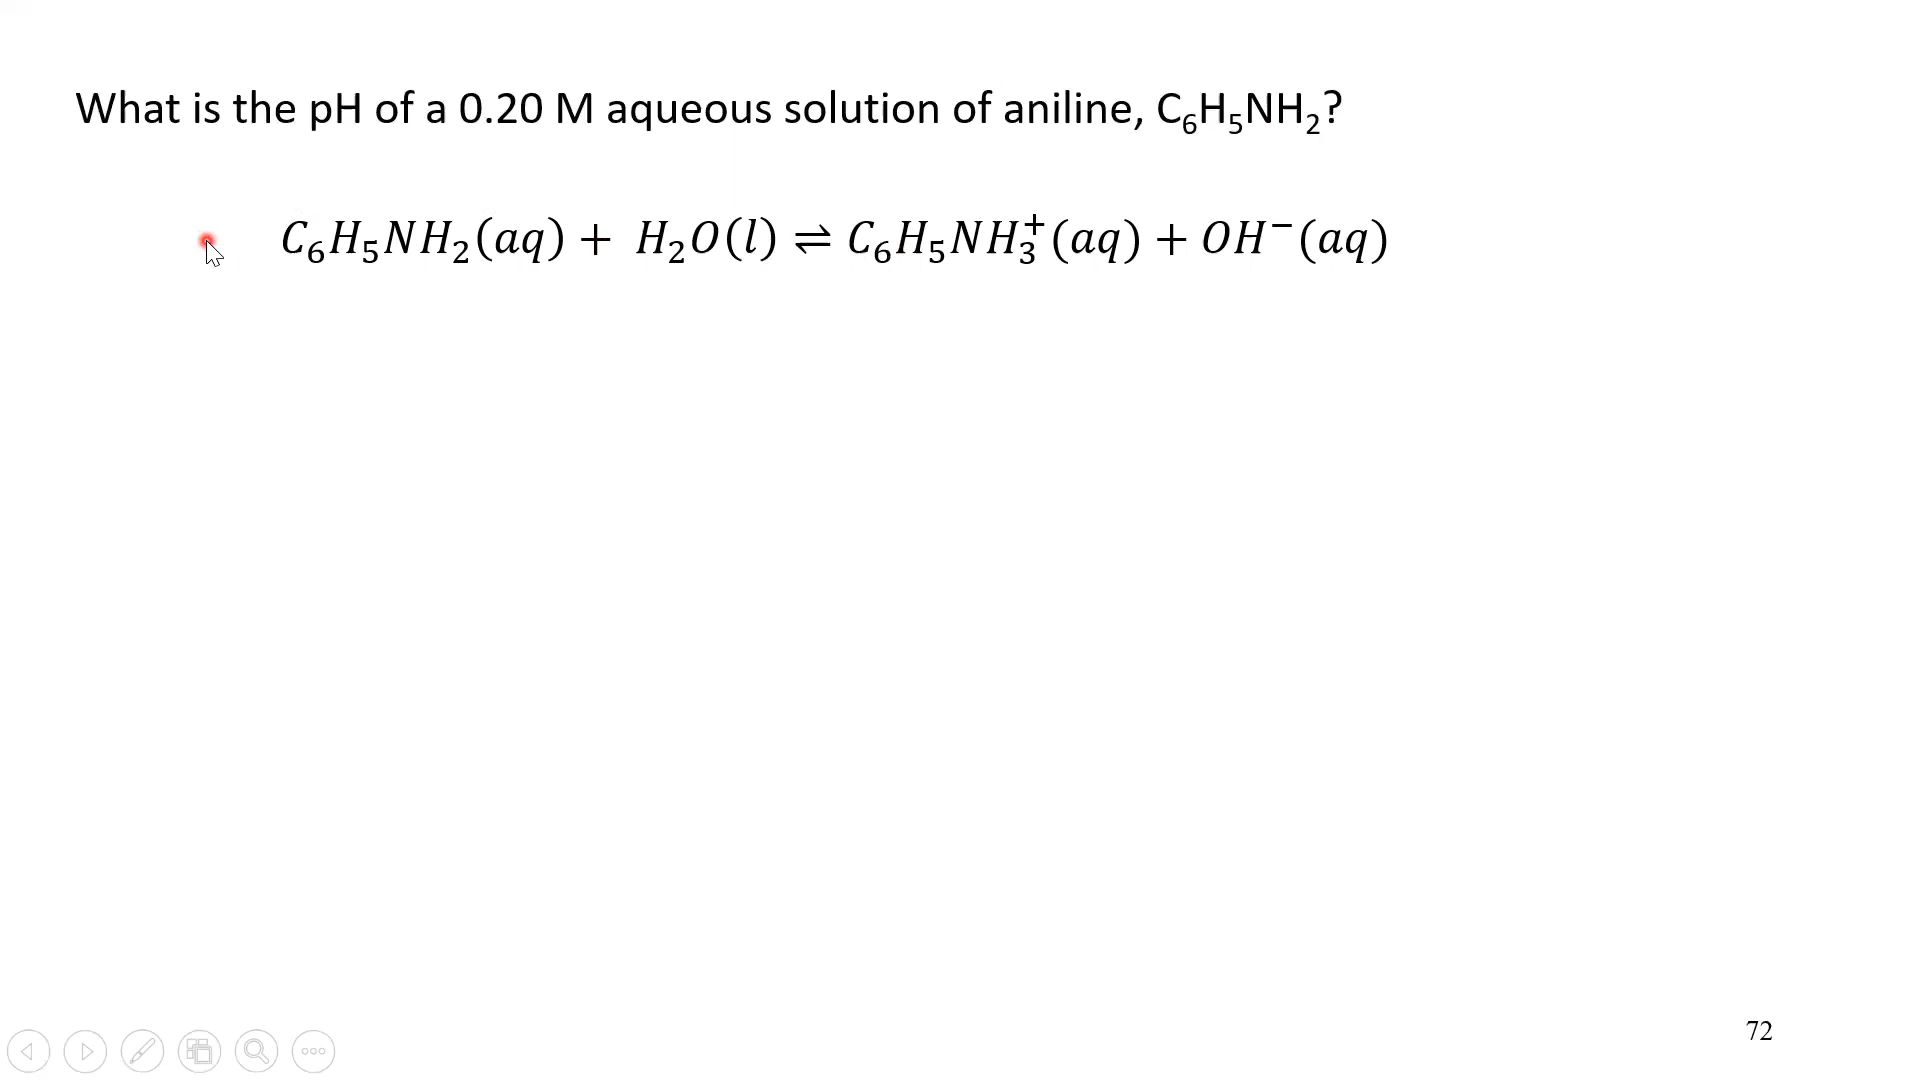 What is the pH of a 0.20 M aqueous solution of aniline, C₆H₅NH₂?
C₆H₅NH₂(aq) + H₂O(l) ⇌ C₆H₅NH₃⁺(aq) + OH⁻(aq)
72